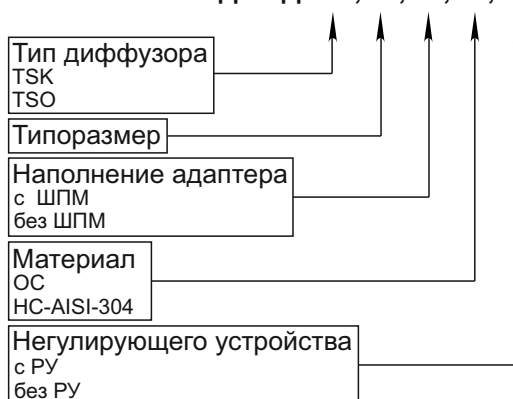 Тип диффузора
TSK
TSO
Типоразмер
Наполнение адаптера
с ШПМ
без ШПМ
Материал
ОС
НС-AISI-304
Негулирующего устройства
с РУ
без РУ